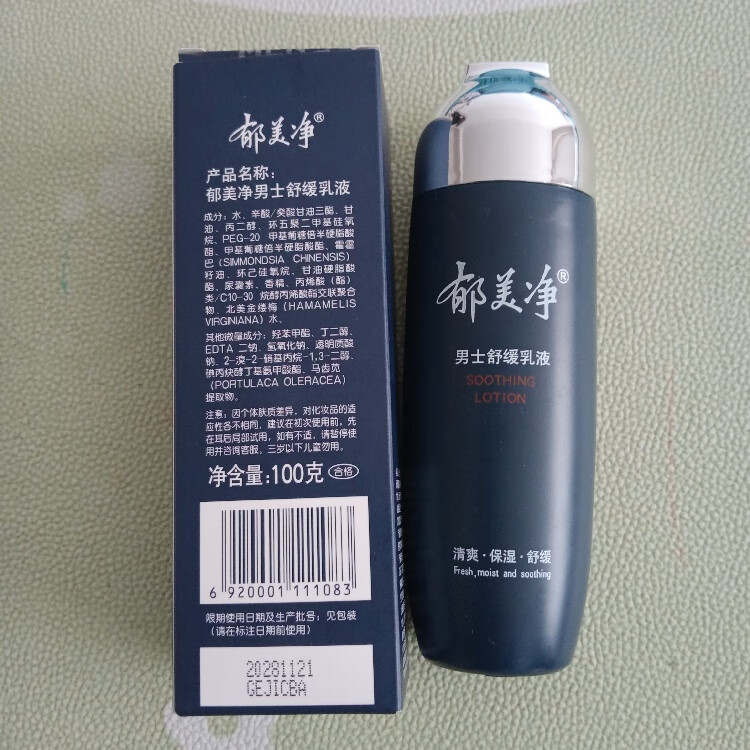 郁美净®
产品名称：
郁美净男士舒缓乳液
成分：水、辛酸/癸酸甘油三酯、甘
油、丙二醇、环五聚二甲基硅氧
烷、PEG-20 甲基葡糖倍半硬脂酸
酯、甲基葡糖倍半硬脂酸酯、霍霍
巴（SIMMONDSIA CHINENSIS）
籽油、环己硅氧烷、甘油硬脂酸
酯、尿囊素、香精、丙烯酸（酯）
类/C10-30 烷醇丙烯酸酯交联聚合
物、北美金缕梅（HAMAMELIS
VIRGINIANA）水。
其他微量成分：羟苯甲酯、丁二醇、
EDTA 二钠、氢氧化钠、透明质酸
钠、2-溴-2-硝基丙烷-1,3-二醇、
碘丙炔醇丁基氨甲酸酯、马齿苋
（PORTULACA OLERACEA）
提取物。
注意：因个体肤质差异，对化妆品的适
应性各不相同，建议在初次使用前，先
在耳后局部试用，如有不适，请暂停使
用并咨询客服，三岁以下儿童勿用。
净含量:100克 合格
6 920001 111083
限期使用日期及生产批号：见包装
（请在标注日期前使用）
20281121
GEJICBA
郁美净®
男士舒缓乳液
SOOTHING
LOTION
清爽·保湿·舒缓
Fresh,moist and soothing